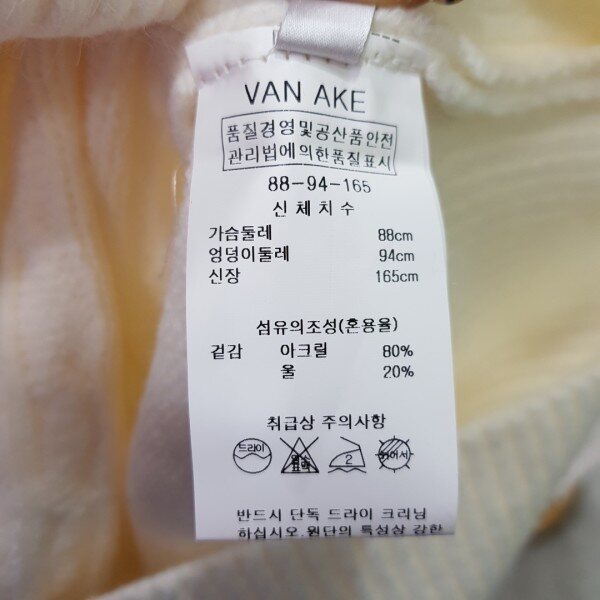 VAN AKE
품질경영및공산품안전
관리법에의한품질표시
88-94-165
신체치수
가슴둘레 88cm
엉덩이둘레 94cm
신장 165cm
섬유의조성(혼용율)
겉감 아크릴 80%
울 20%
취급상 주의사항
드라이 2
반드시 단독 드라이 크리닝
하십시오.원단의 특성상 강한